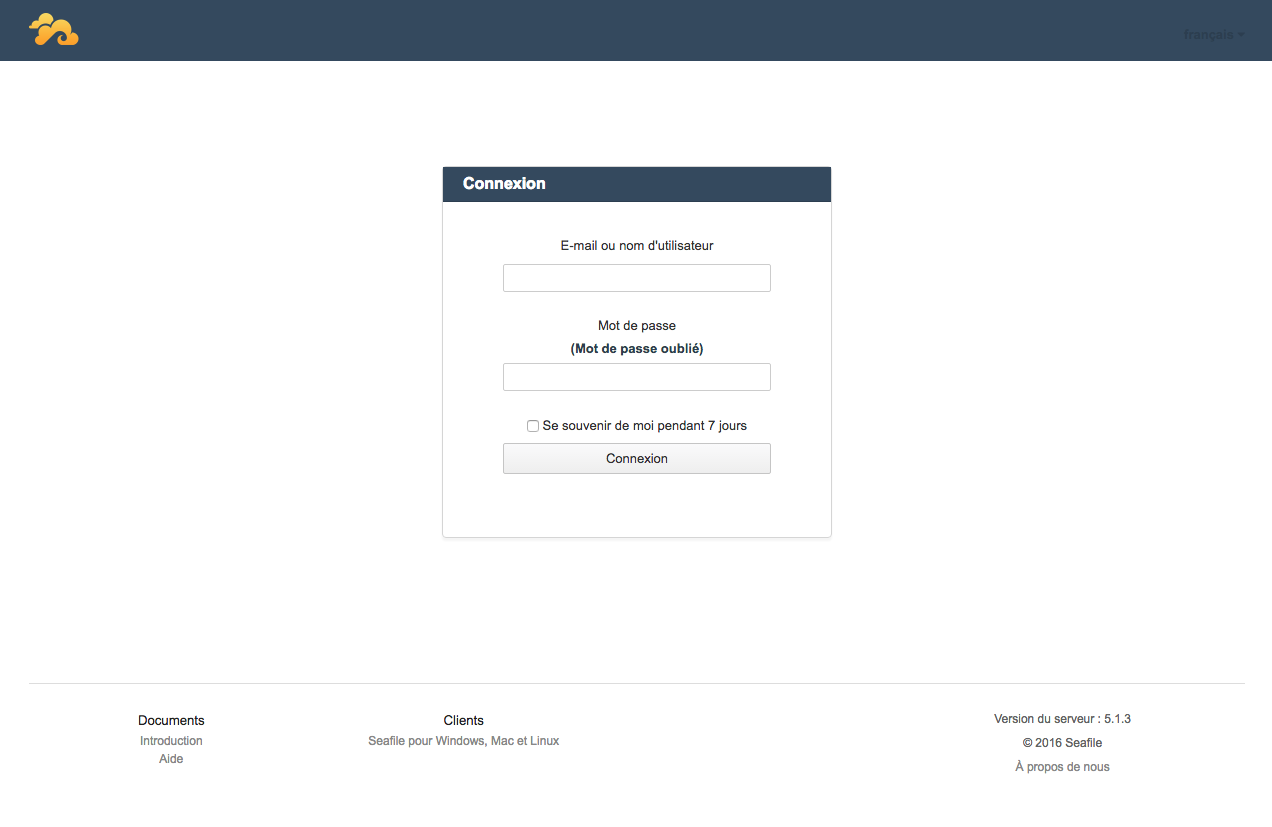 français
Connexion
E-mail ou nom d'utilisateur
Mot de passe
(Mot de passe oublié)
Se souvenir de moi pendant 7 jours
Connexion
Documents
Introduction
Aide
Clients
Seafile pour Windows, Mac et Linux
Version du serveur : 5.1.3
© 2016 Seafile
À propos de nous